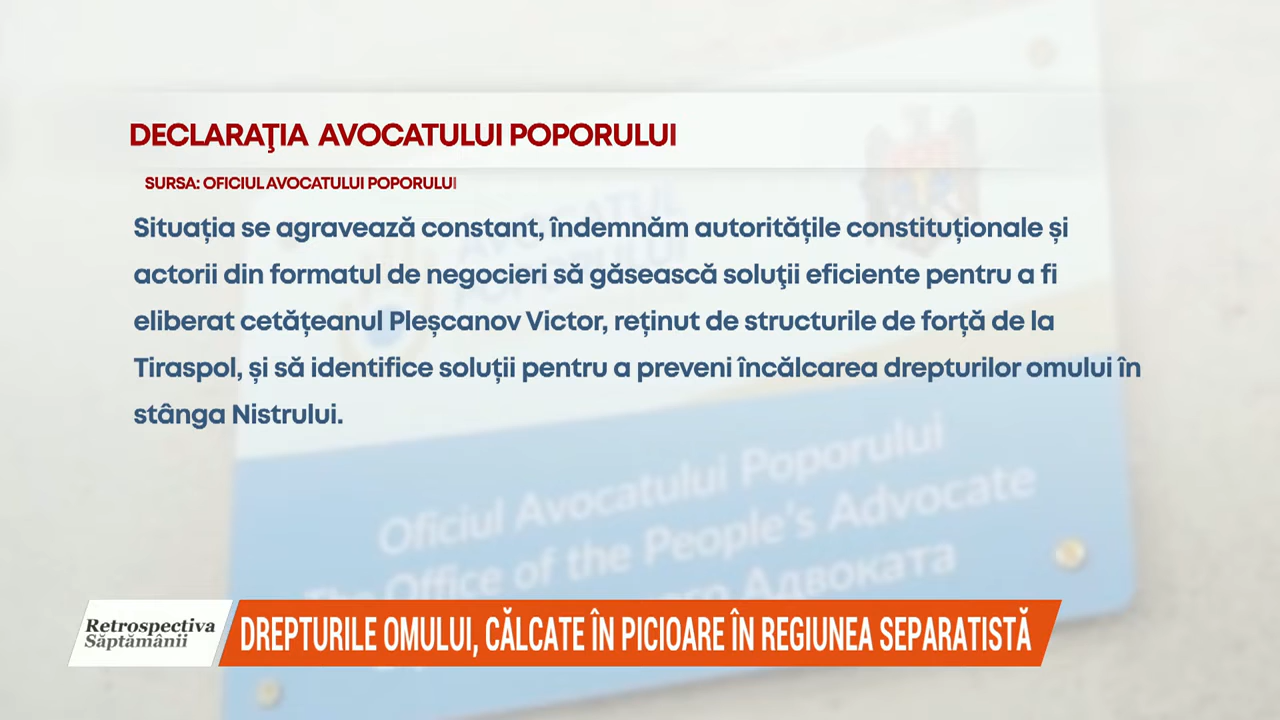 DECLARAŢIA AVOCATULUI POPORULUI
SURSA: OFICIUL AVOCATULUI POPORULUI
Situația se agravează constant, îndemnăm autoritățile constituționale și
actorii din formatul de negocieri să găsească soluţii eficiente pentru a fi
eliberat cetățeanul Pleșcanov Victor, reținut de structurile de forță de la
Tiraspol, și să identifice soluții pentru a preveni încălcarea drepturilor omului în
stânga Nistrului.
AVOCATUL
POPORULUI
Oficiul Avocatului Poporului
The Office of the People's Advocate
Адвоката
Retrospectiva
Săptămânii
DREPTURILE OMULUI, CĂLCATE ÎN PICIOARE ÎN REGIUNEA SEPARATISTĂ